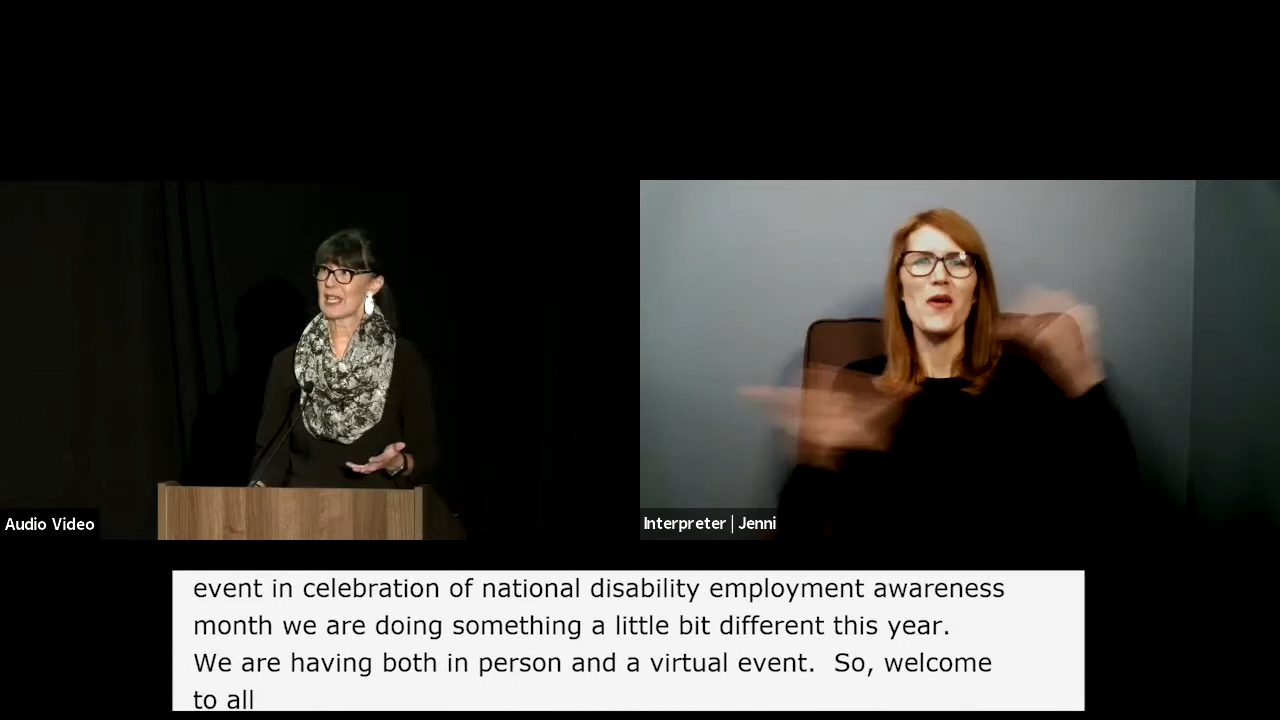 Audio Video
Interpreter | Jenni
event in celebration of national disability employment awareness
month we are doing something a little bit different this year.
We are having both in person and a virtual event.  So, welcome
to all